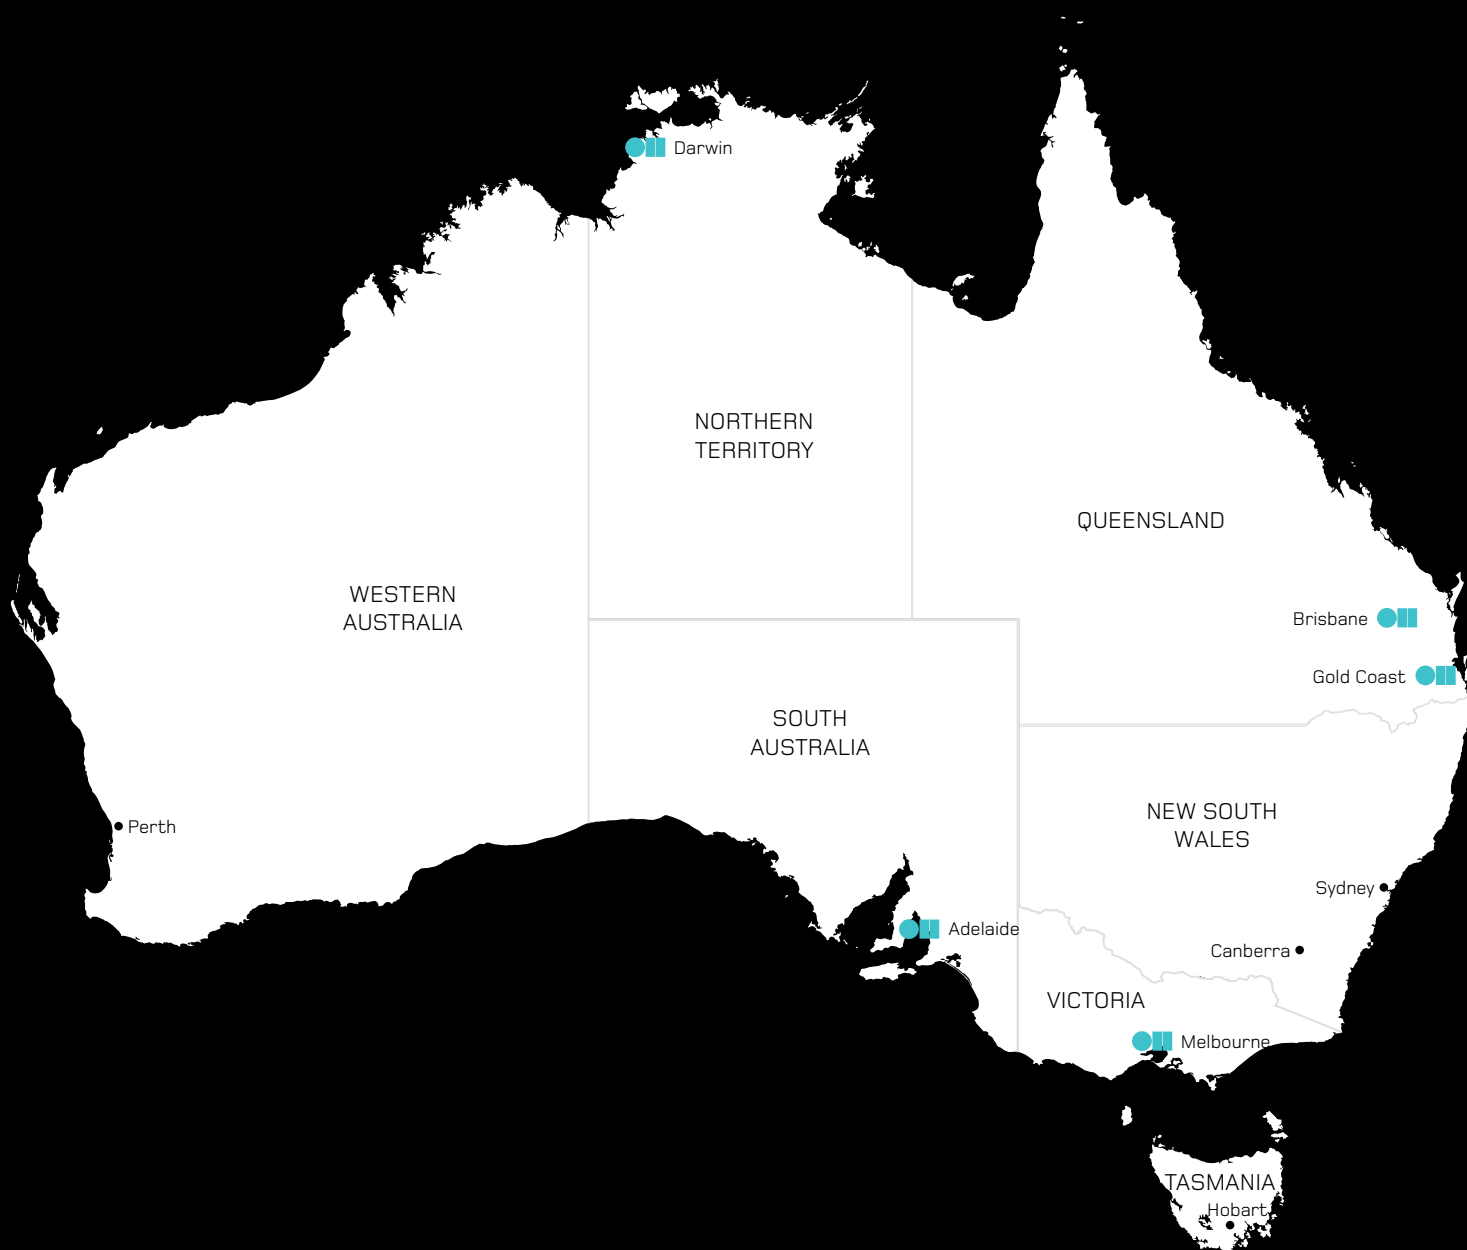 Darwin
NORTHERN
TERRITORY
QUEENSLAND
WESTERN
AUSTRALIA
Brisbane
Gold Coast
SOUTH
AUSTRALIA
NEW SOUTH
WALES
Perth
Sydney
Adelaide
Canberra
VICTORIA
Melbourne
TASMANIA
Hobart